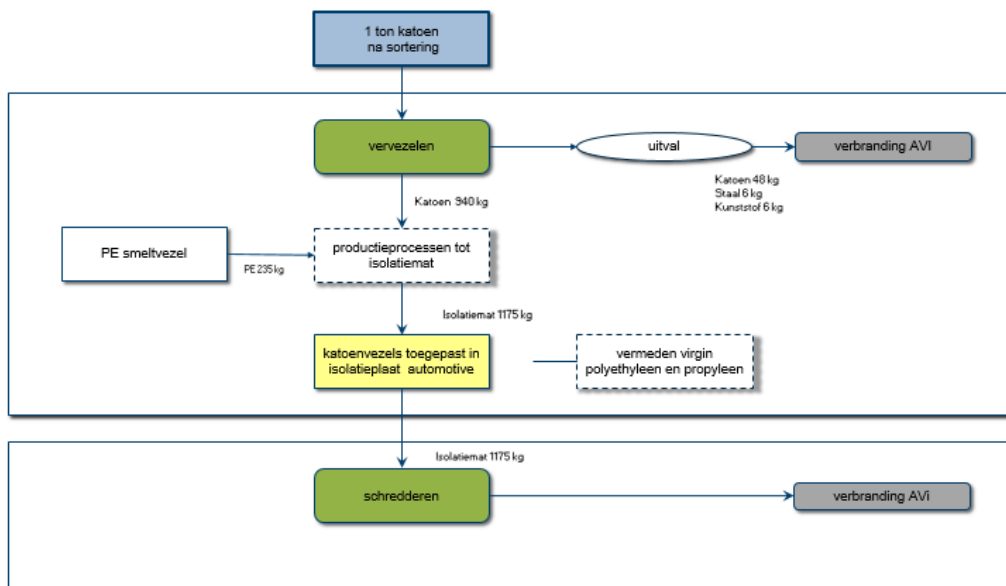 1 ton katoen
na sortering
vervezelen
uitval
verbranding AVI
Katoen 48 kg
Staal 6 kg
Kunststof 6 kg
Katoen 940 kg
PE smeltvezel
PE 235 kg
productieprocessen tot
isolatiemat
Isolatiemat 1175 kg
katoenvezels toegepast in
isolatieplaat automotive
vermeden virgin
polyethyleen en propyleen
Isolatiemat 1175 kg
schredderen
verbranding AVi